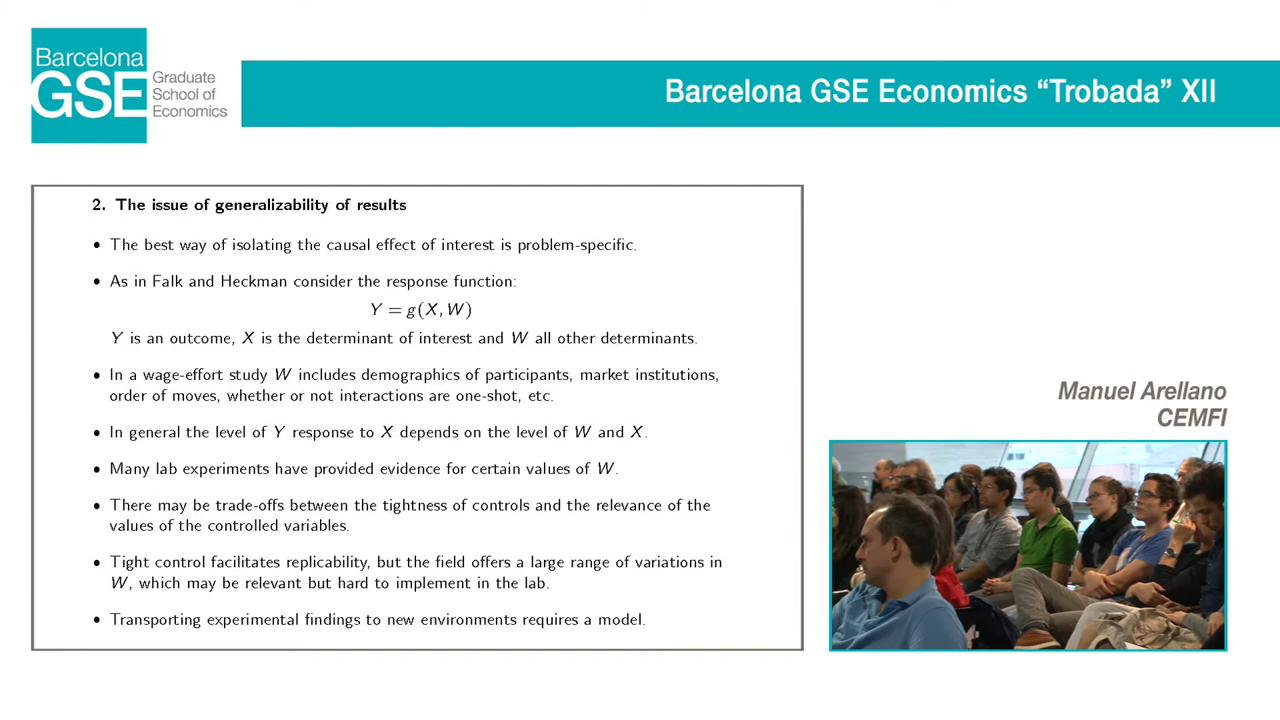 Barcelona
GSE
Graduate
School of
Economics
Barcelona GSE Economics “Trobada” XII
2. The issue of generalizability of results
• The best way of isolating the causal effect of interest is problem-specific.
• As in Falk and Heckman consider the response function:
Y = g(X, W)
Y is an outcome, X is the determinant of interest and W all other determinants.
• In a wage-effort study W includes demographics of participants, market institutions,
order of moves, whether or not interactions are one-shot, etc.
• In general the level of Y response to X depends on the level of W and X.
• Many lab experiments have provided evidence for certain values of W.
• There may be trade-offs between the tightness of controls and the relevance of the
values of the controlled variables.
• Tight control facilitates replicability, but the field offers a large range of variations in
W, which may be relevant but hard to implement in the lab.
• Transporting experimental findings to new environments requires a model.
Manuel Arellano
CEMFI